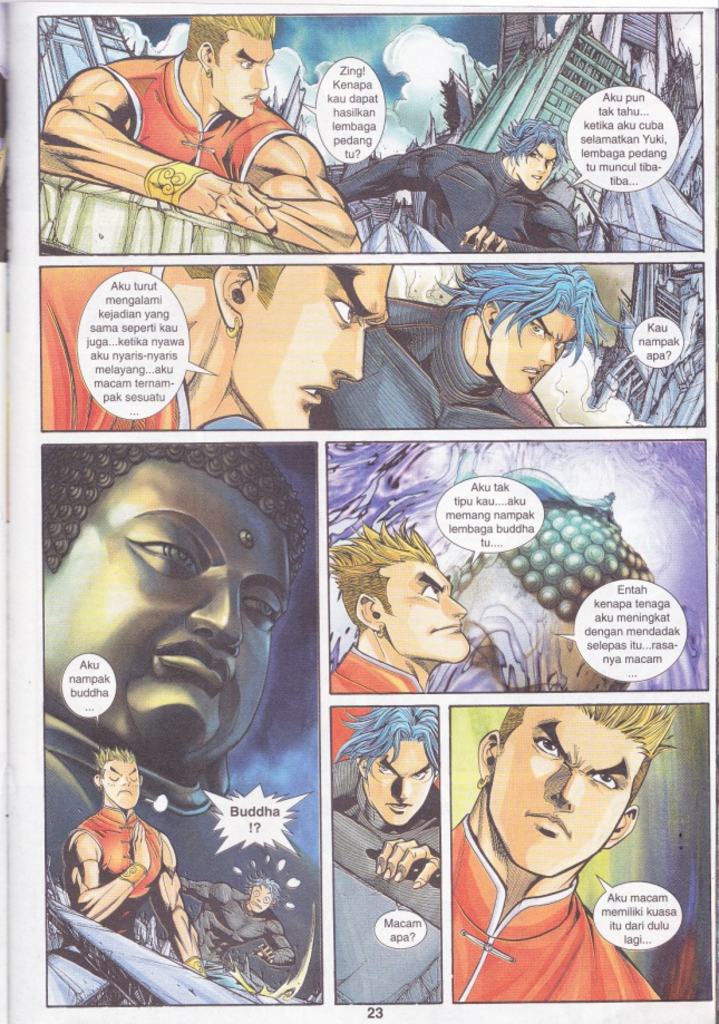 Zing!
Kenapa
kau dapat
hasilkan
lembaga
pedang
tu?
Aku pun
tak tahu...
ketika aku cuba
selamatkan Yuki,
lembaga pedang
tu muncul tiba-
tiba...
Aku turut
mengalami
kejadian yang
sama seperti kau
juga...ketika nyawa
aku nyaris-nyaris
melayang...aku
macam ternam-
pak sesuatu
...
Kau
nampak
apa?
Aku
nampak
buddha
...
Buddha
!?
Aku tak
tipu kau....aku
memang nampak
lembaga buddha
tu....
Entah
kenapa tenaga
aku meningkat
dengan mendadak
selepas itu...rasa-
nya macam
...
Macam
apa?
Aku macam
memiliki kuasa
itu dari dulu
lagi...
23